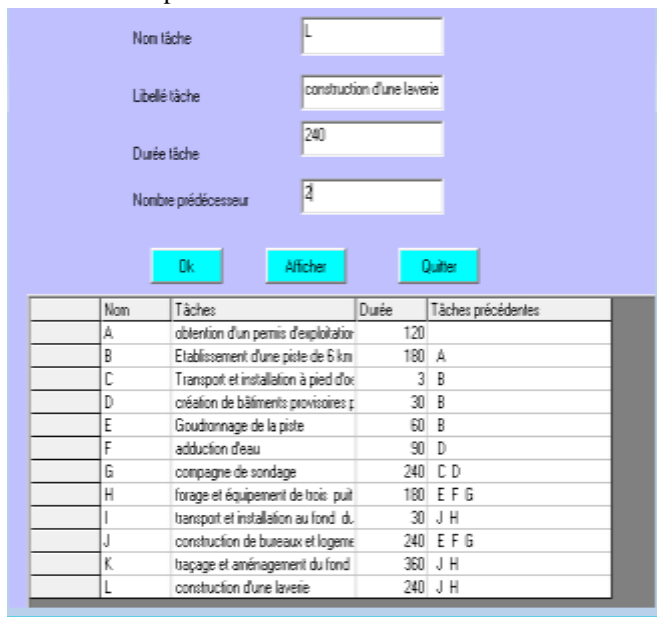 Nom tâche L
Libellé tâche construction d'une laverie
Durée tâche 240
Nombre prédécesseur 2
Ok Afficher Quitter
Nom Tâches Durée Tâches précédentes
A obtention d'un permis d'exploitation 120
B Etablissement d'une piste de 6 km 180 A
C Transport et installation à pied d'oe 3 B
D création de bâtiments provisoires p 30 B
E Goudronnage de la piste 60 B
F adduction d'eau 90 D
G compagne de sondage 240 C D
H forage et équipement de trois puit 180 E F G
I transport et installation au fond du 30 J H
J construction de bureaux et logeme 240 E F G
K traçage et aménagement du fond 360 J H
L construction d'une laverie 240 J H